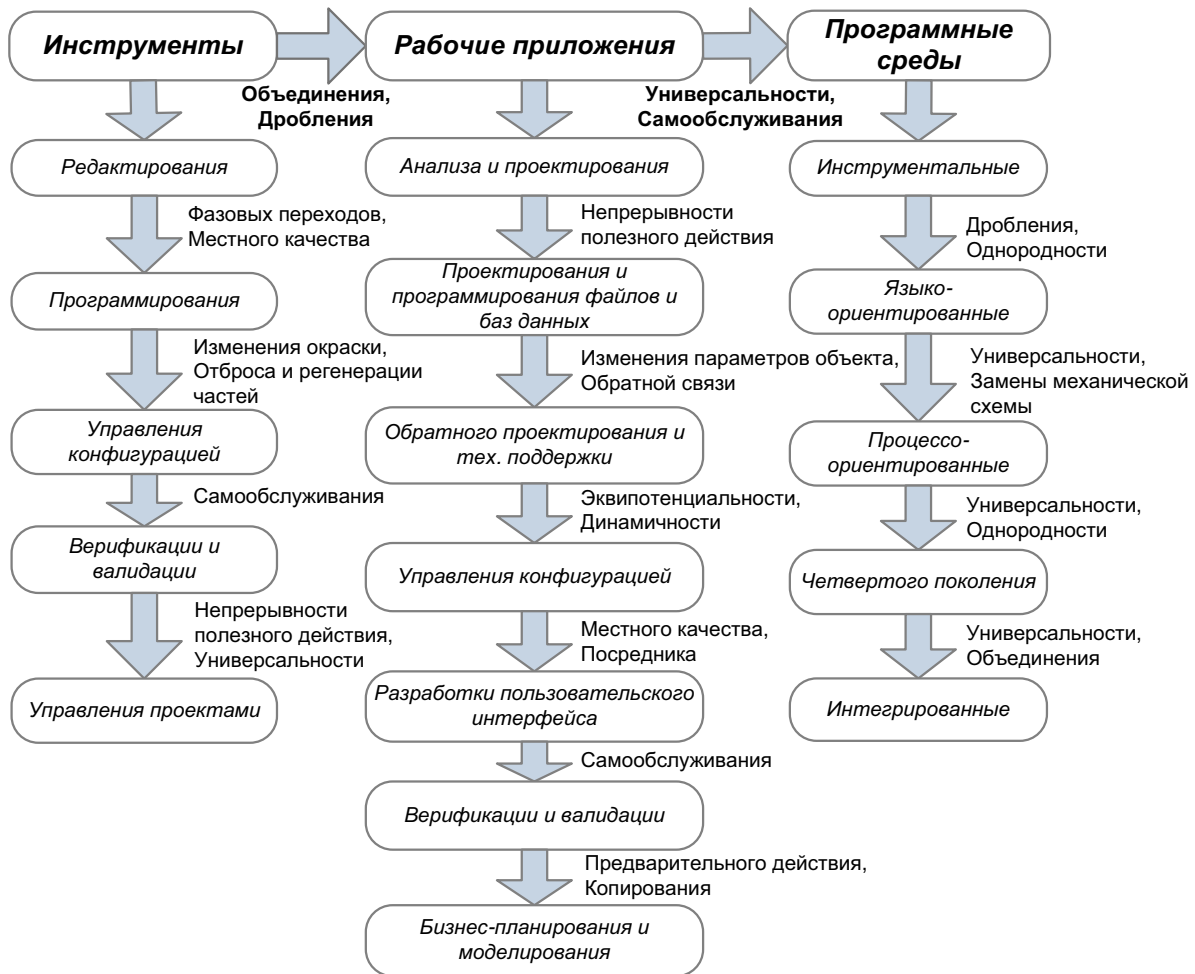 Инструменты
Рабочие приложения
Программные
среды
Объединения,
Дробления
Универсальности,
Самообслуживания
Редактирования
Фазовых переходов,
Местного качества
Программирования
Изменения окраски,
Отброса и регенерации
частей
Управления
конфигурацией
Самообслуживания
Верификации и
валидации
Непрерывности
полезного действия,
Универсальности
Управления проектами
Анализа и проектирования
Непрерывности
полезного действия
Проектирования и
программирования файлов и
баз данных
Изменения параметров объекта,
Обратной связи
Обратного проектирования и
тех. поддержки
Эквипотенциальности,
Динамичности
Управления конфигурацией
Местного качества,
Посредника
Разработки пользовательского
интерфейса
Самообслуживания
Верификации и валидации
Предварительного действия,
Копирования
Бизнес-планирования и
моделирования
Инструментальные
Дробления,
Однородности
Языко-
ориентированные
Универсальности,
Замены механической
схемы
Процессо-
ориентированные
Универсальности,
Однородности
Четвертого поколения
Универсальности,
Объединения
Интегрированные